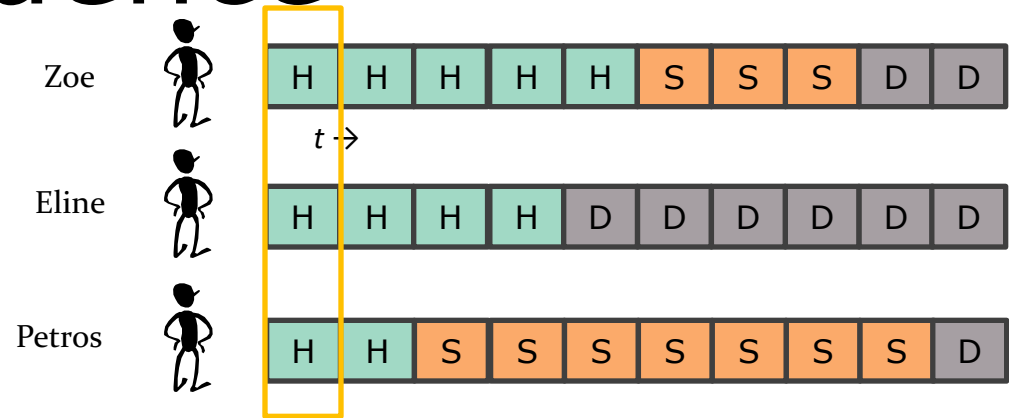 Zoe H H H H H S S S D D
t →
Eline H H H H D D D D D D
Petros H H S S S S S S S D